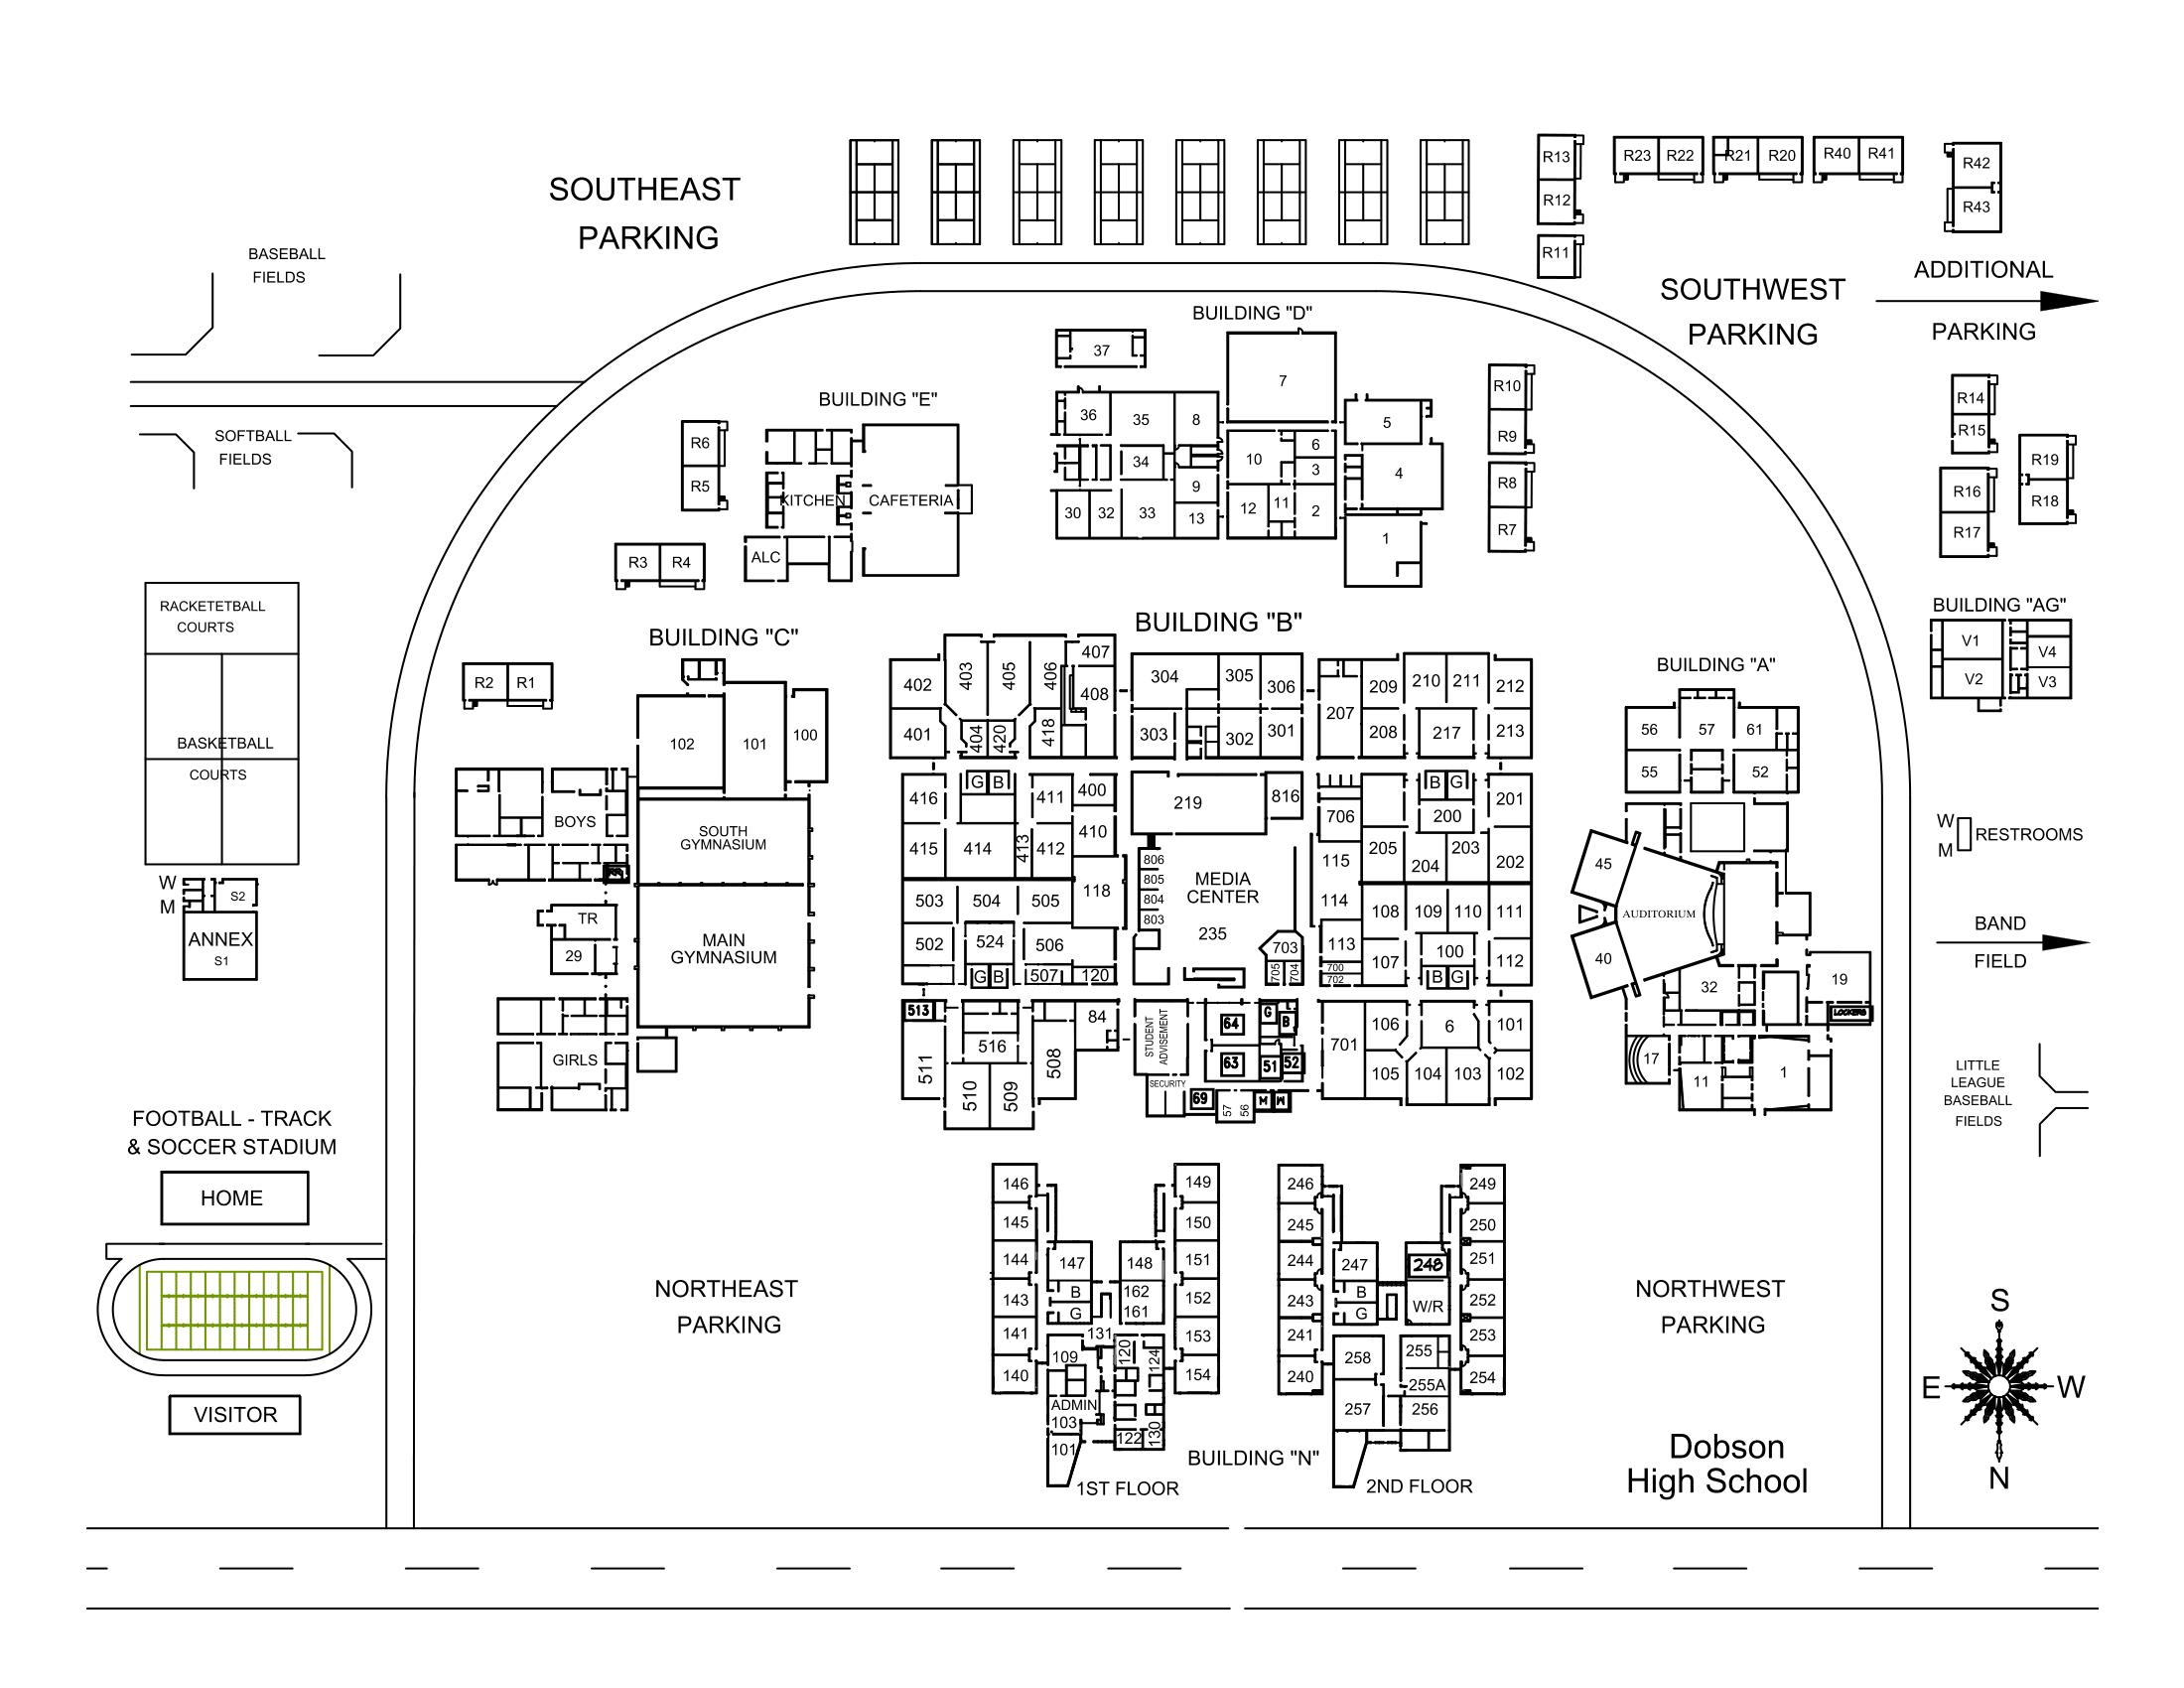 SOUTHEAST
PARKING
BASEBALL
FIELDS
SOFTBALL
FIELDS
R13
R12
R11
R23 R22
R21 R20
R40 R41
R42
R43
SOUTHWEST
PARKING
ADDITIONAL
PARKING
BUILDING "D"
37
7
36 35 8
34
9
30 32 33 13
10 6
3
12 11 2
5
4
1
R10
R9
R8
R7
R14
R15
R16
R17
R19
R18
BUILDING "E"
R6
R5
KITCHEN CAFETERIA
ALC
R3 R4
RACKETETBALL
COURTS
BASKETBALL
COURTS
W
M
S2
ANNEX
S1
BUILDING "C"
R2 R1
102 101 100
BOYS
SOUTH
GYMNASIUM
TR
29
MAIN
GYMNASIUM
GIRLS
BUILDING "B"
402 403 405 406 407
408
401 404 420 418
304 305 306
303 302 301
207 209 210 211 212
208 217 213
416 G B 411 400
410
415 414 413 412
219 816
706 B G 201
200
115 205 204 203 202
806
805
804
803
MEDIA
CENTER
235
703
705 704
118
503 504 505
502 524 506
G B 507 120
114 108 109 110 111
113 107 100 112
700
702
B G
513
511 516 508 84
510 509
STUDENT
ADVISEMENT
SECURITY
64 G B
63 51 52
69 57 56 M W
701 106 6 101
105 104 103 102
BUILDING "A"
56 57 61
55 52
45
AUDITORIUM
40
32
19
LOCKERS
17 11 1
BUILDING "AG"
V1
V2
V4
V3
W
M
RESTROOMS
BAND
FIELD
LITTLE
LEAGUE
BASEBALL
FIELDS
FOOTBALL - TRACK
& SOCCER STADIUM
HOME
VISITOR
NORTHEAST
PARKING
146 149
145 150
144 147 148 151
143 B 162 152
G 161
141 131 153
109 120 124
140 154
ADMIN
103
101 122 130
1ST FLOOR
BUILDING "N"
246 249
245 250
244 247 248 251
243 B W/R 252
G
241 253
258 255
240 255A 254
257 256
2ND FLOOR
NORTHWEST
PARKING
S
E W
N
Dobson
High School